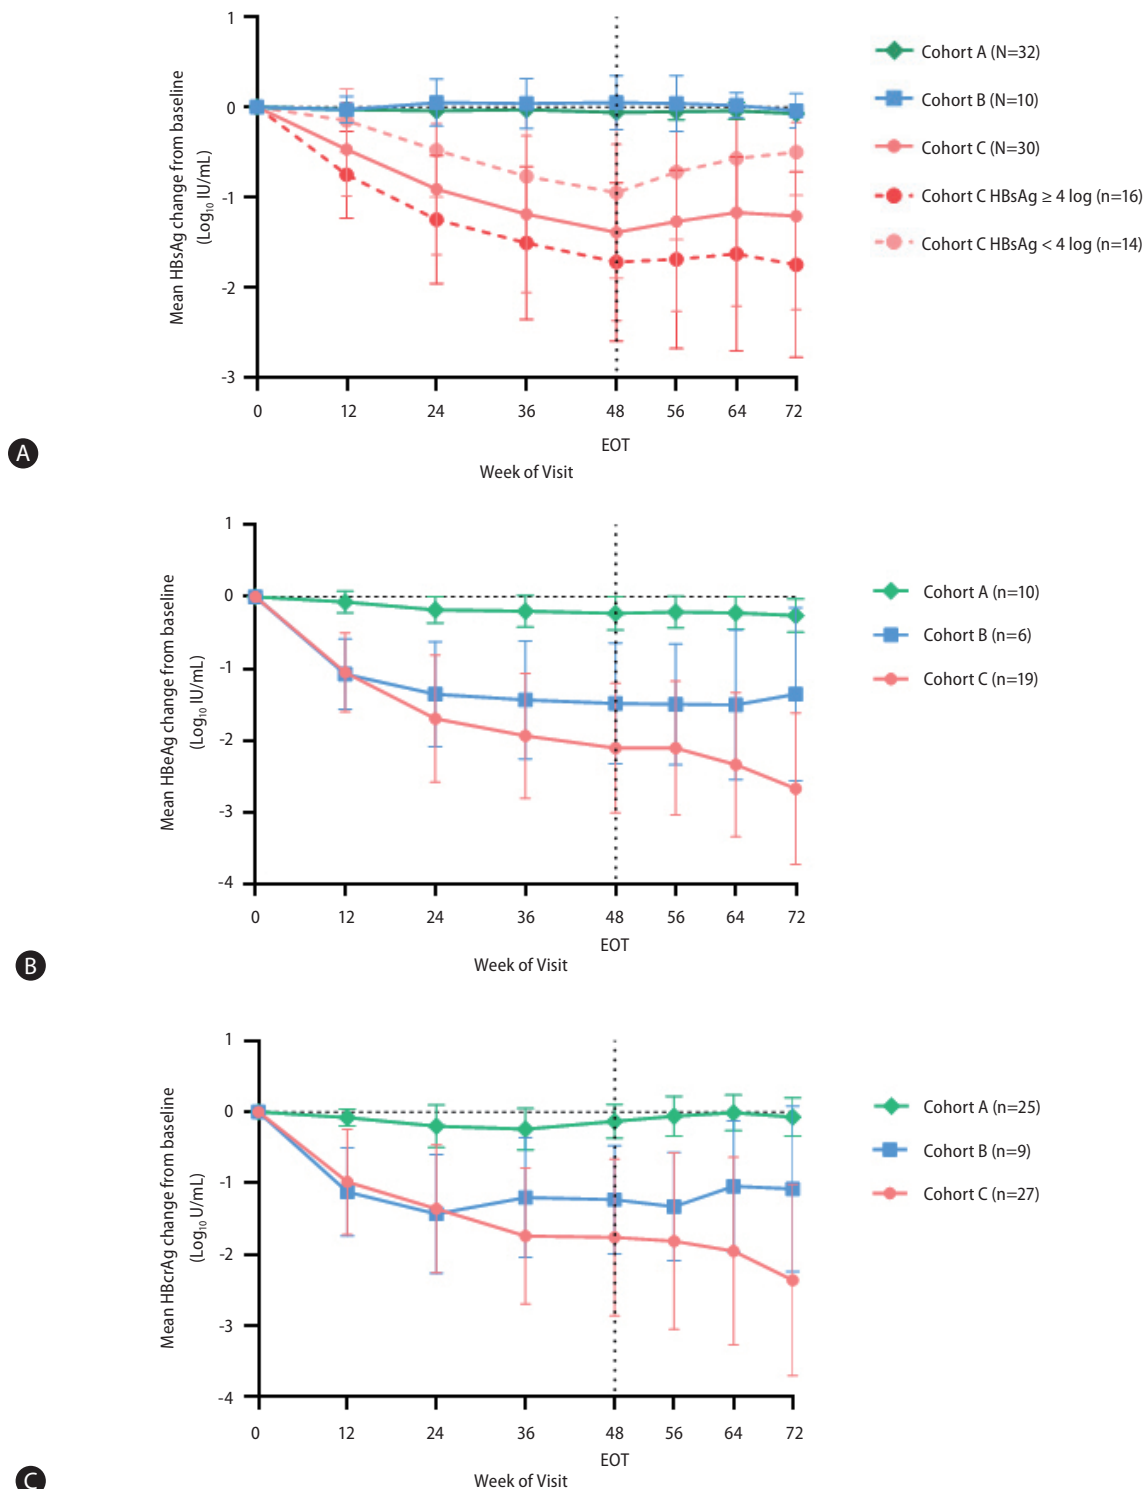 1
0
-1
-2
-3
Mean HBsAg change from baseline
(Log₁₀ IU/mL)
0 12 24 36 48 56 64 72
EOT
Week of Visit
A
Cohort A (N=32)
Cohort B (N=10)
Cohort C (N=30)
Cohort C HBsAg ≥ 4 log (n=16)
Cohort C HBsAg < 4 log (n=14)
1
0
-1
-2
-3
-4
Mean HBeAg change from baseline
(Log₁₀ IU/mL)
0 12 24 36 48 56 64 72
EOT
Week of Visit
B
Cohort A (n=10)
Cohort B (n=6)
Cohort C (n=19)
1
0
-1
-2
-3
-4
Mean HBcrAg change from baseline
(Log₁₀ U/mL)
0 12 24 36 48 56 64 72
EOT
Week of Visit
C
Cohort A (n=25)
Cohort B (n=9)
Cohort C (n=27)